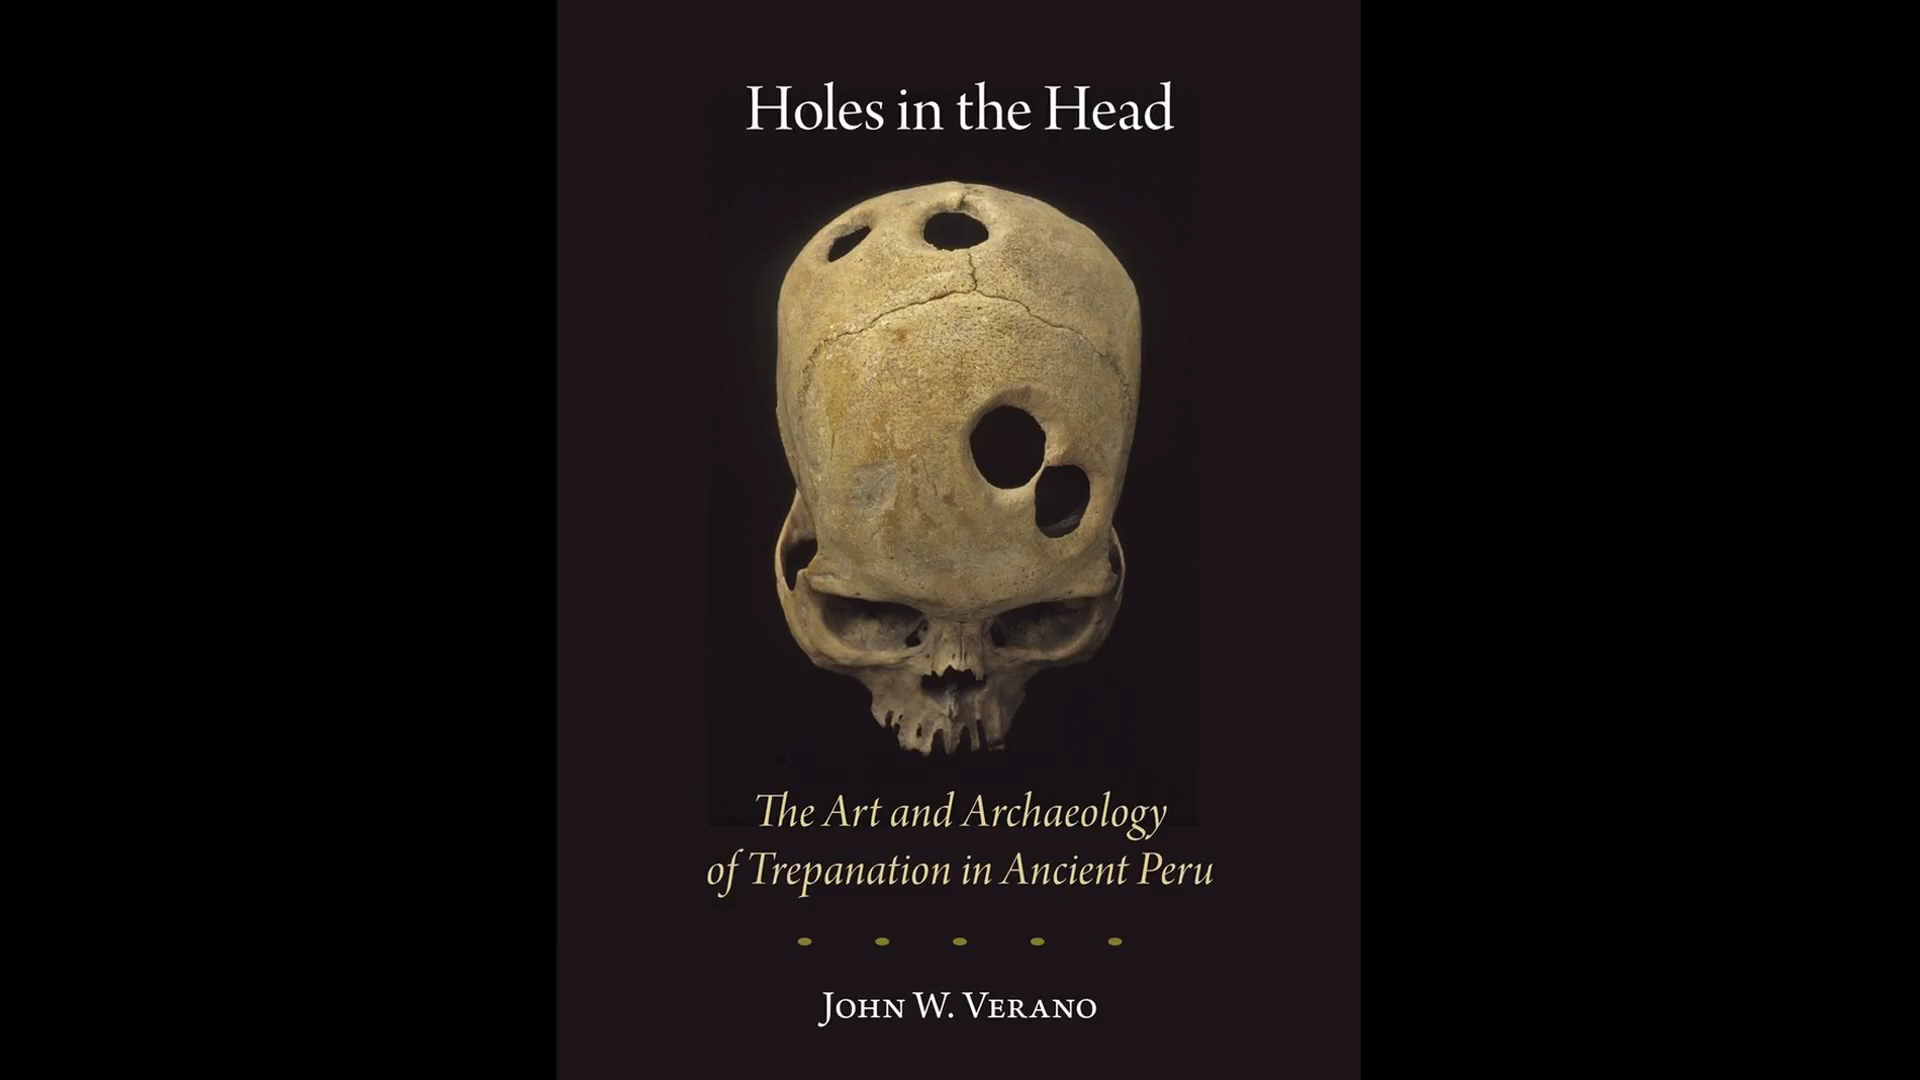 Holes in the Head
The Art and Archaeology
of Trepanation in Ancient Peru
John W. Verano